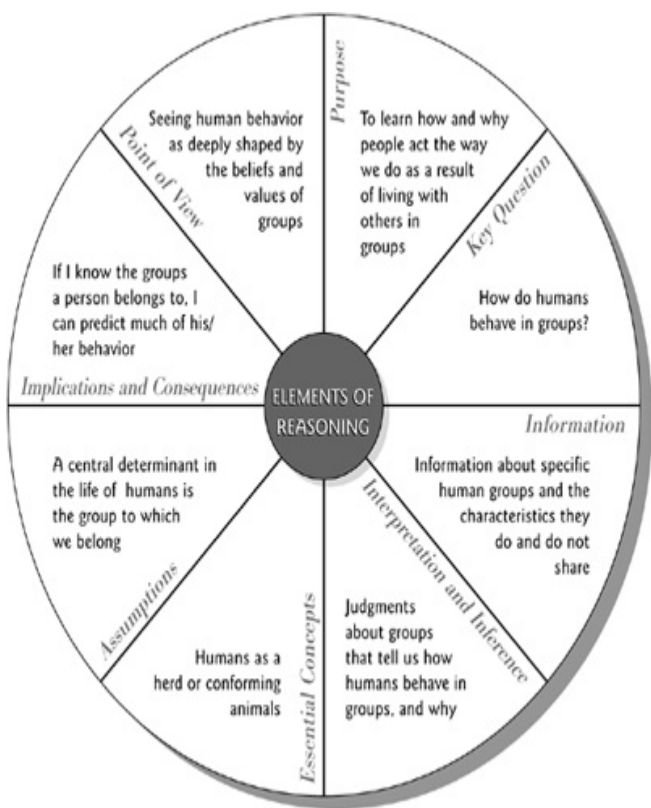 Purpose
To learn how and why
people act the way
we do as a result
of living with
others in
groups
Key Question
How do humans
behave in groups?
Information
Information about specific
human groups and the
characteristics they
do and do not
share
Interpretation and Inference
Judgments
about groups
that tell us how
humans behave in
groups, and why
Essential Concepts
Humans as a
herd or conforming
animals
Assumptions
A central determinant in
the life of humans is
the group to which
we belong
Implications and Consequences
If I know the groups
a person belongs to, I
can predict much of his/
her behavior
Point of View
Seeing human behavior
as deeply shaped by
the beliefs and
values of
groups
ELEMENTS OF
REASONING